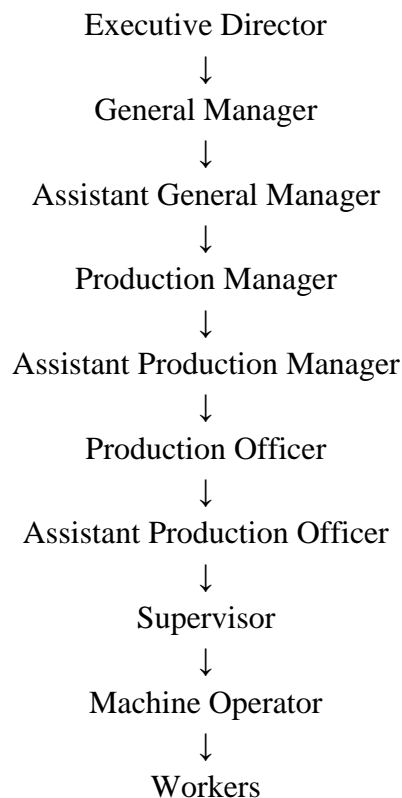 Executive Director
↓
General Manager
↓
Assistant General Manager
↓
Production Manager
↓
Assistant Production Manager
↓
Production Officer
↓
Assistant Production Officer
↓
Supervisor
↓
Machine Operator
↓
Workers